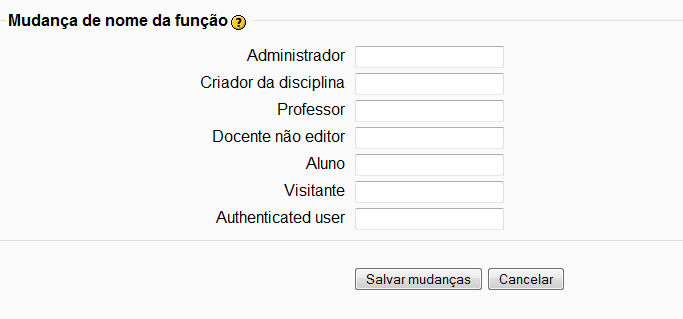 Mudança de nome da função ?
Administrador
Criador da disciplina
Professor
Docente não editor
Aluno
Visitante
Authenticated user
Salvar mudanças Cancelar